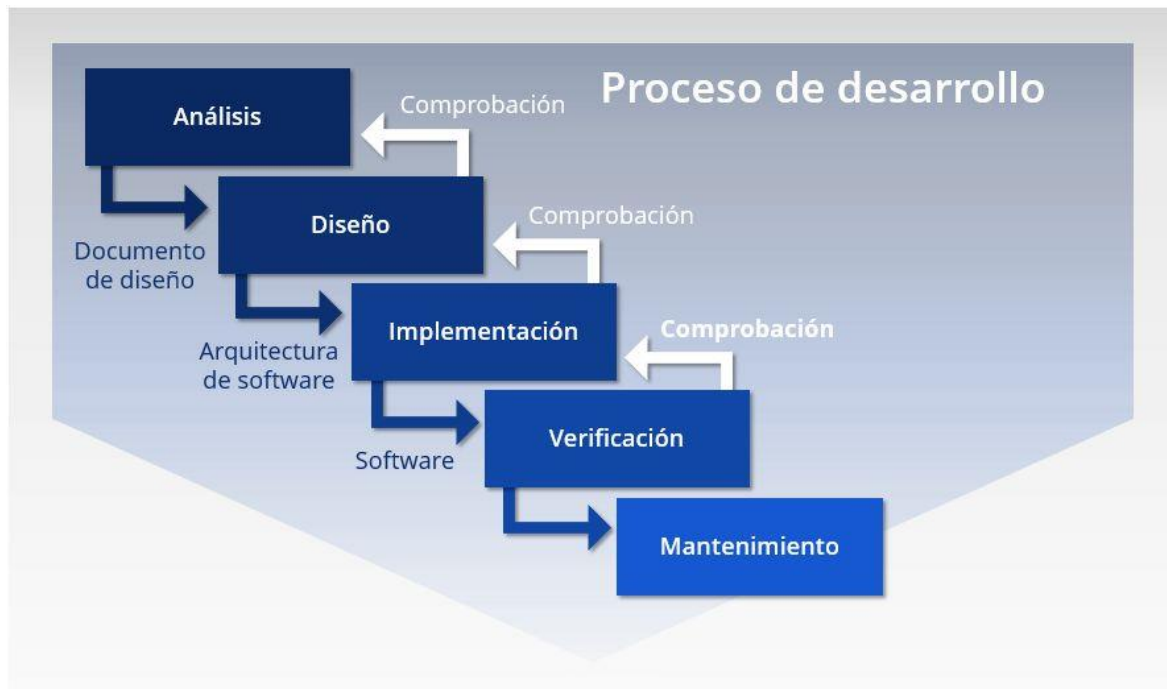 Proceso de desarrollo
Análisis
Comprobación
Diseño
Documento
de diseño
Comprobación
Implementación
Arquitectura
de software
Comprobación
Verificación
Software
Mantenimiento